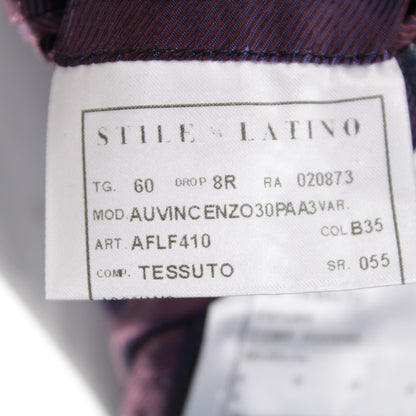 STILE LATINO
TG. 60 DROP 8R RA 020873
MOD. AUVINCENZO30PAA3 VAR.
COL B35
ART. AFLF410
COMP. TESSUTO SR. 055